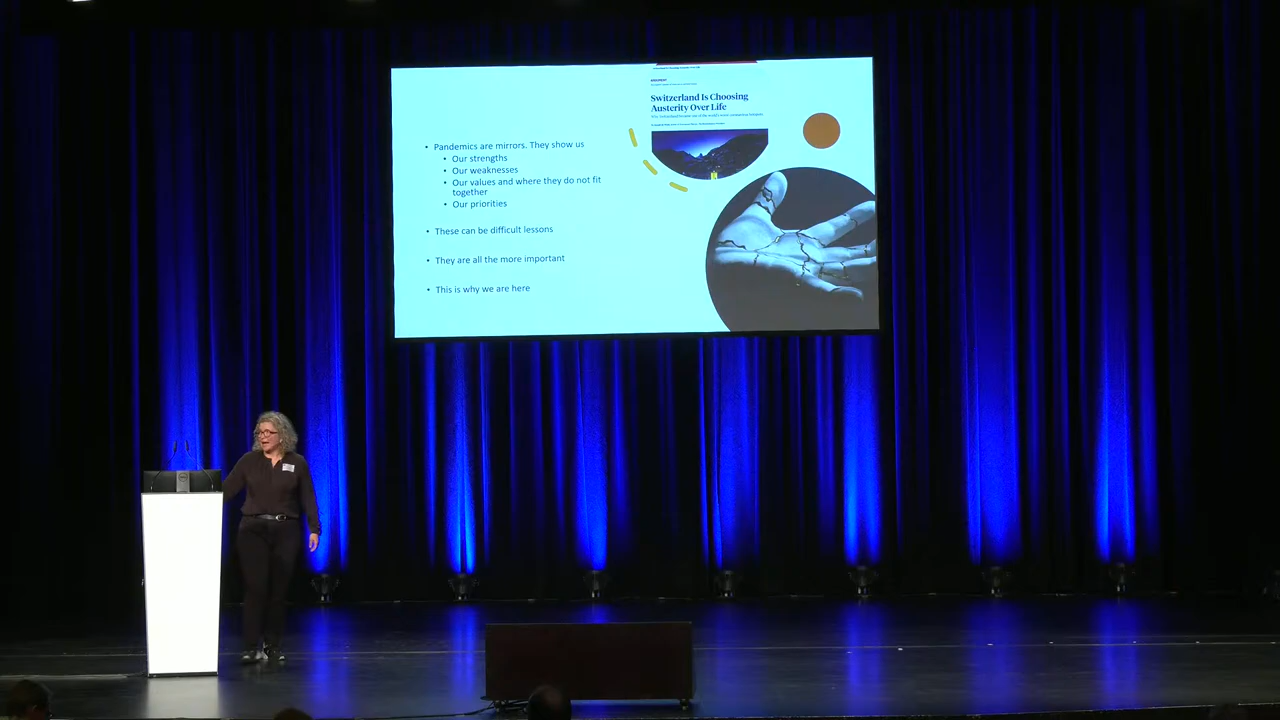 Pandemics are mirrors. They show us
Our strengths
Our weaknesses
Our values and where they do not fit
together
Our priorities
These can be difficult lessons
They are all the more important
This is why we are here
Switzerland Is Choosing
Austerity Over Life